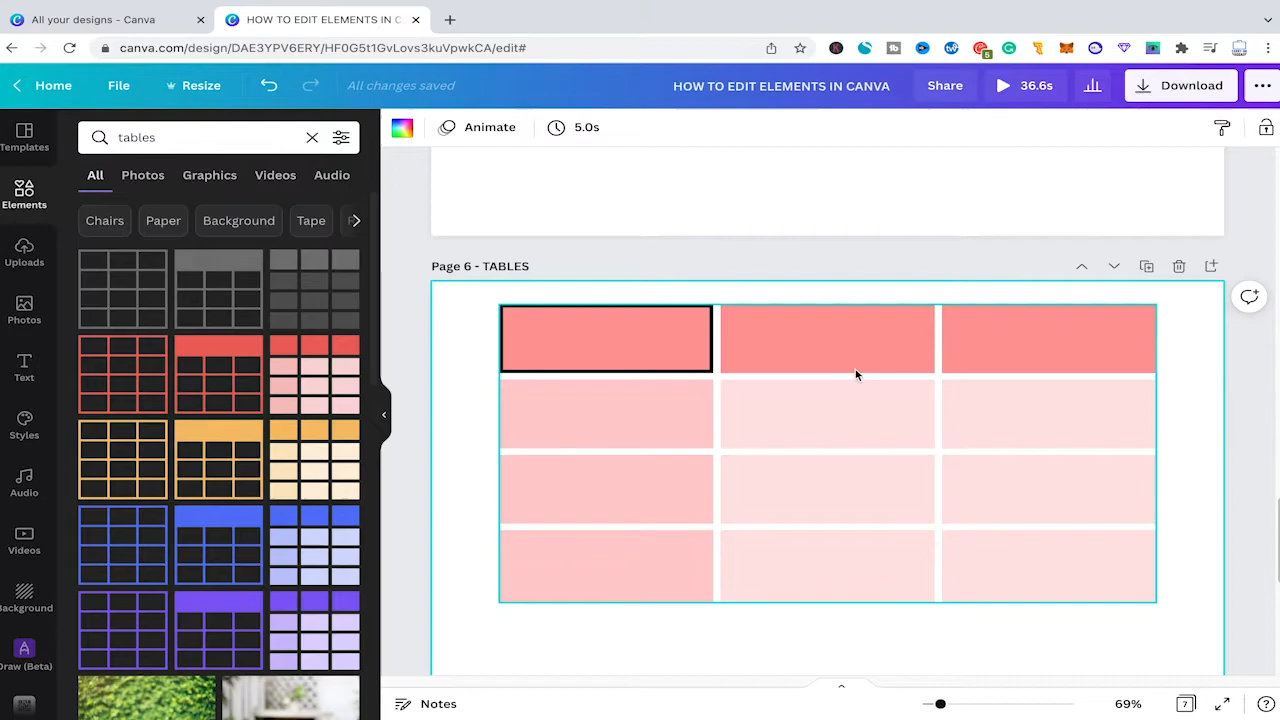 All your designs - Canva
HOW TO EDIT ELEMENTS IN C
canva.com/design/DAE3YPV6ERY/HF0G5t1GvLovs3kuVpwkCA/edit#
Home
File
Resize
All changes saved
HOW TO EDIT ELEMENTS IN CANVA
Share
36.6s
Download
Templates
Elements
Uploads
Photos
Text
Styles
Audio
Videos
Background
Draw (Beta)
tables
All
Photos
Graphics
Videos
Audio
Chairs
Paper
Background
Tape
Animate
5.0s
Page 6 - TABLES
Notes
69%
7